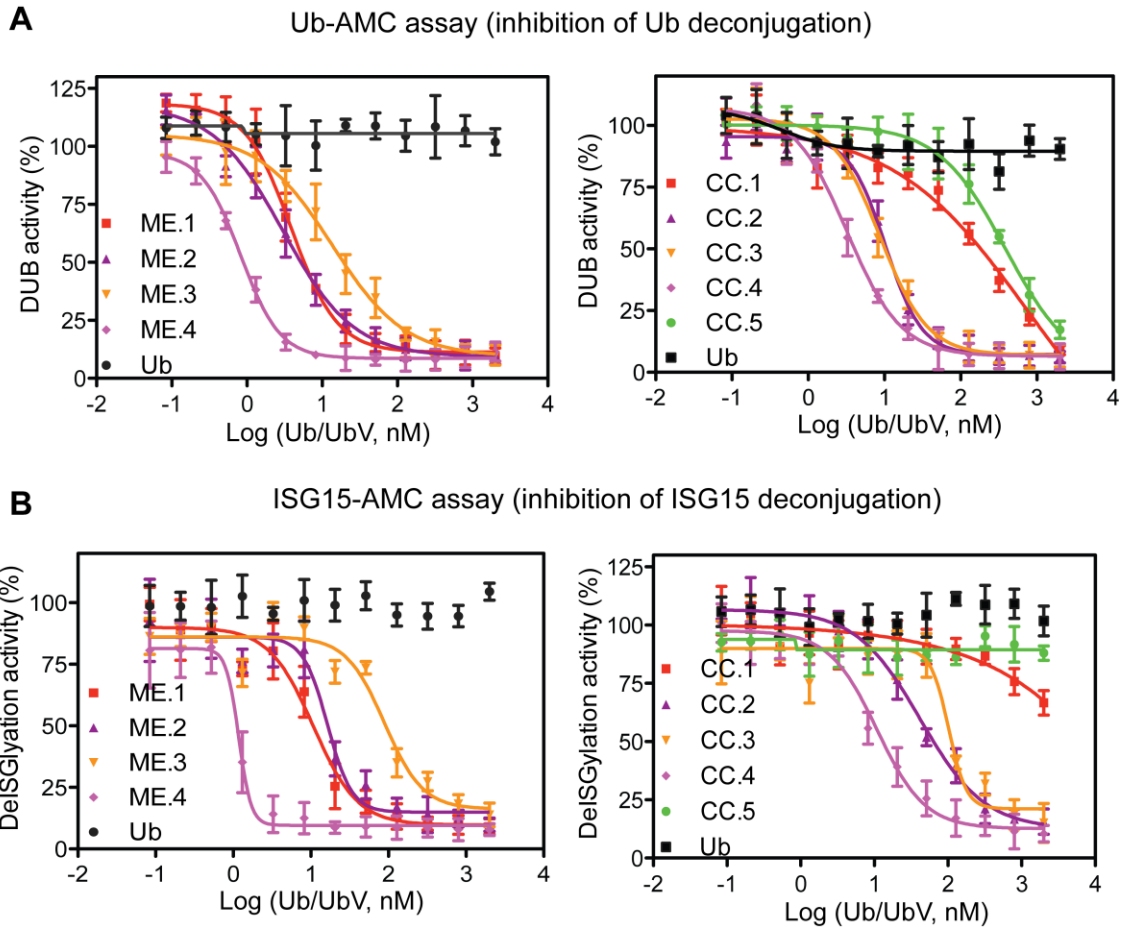 A
Ub-AMC assay (inhibition of Ub deconjugation)
125
100
75
50
25
0
DUB activity (%)
ME.1
ME.2
ME.3
ME.4
Ub
-2 -1 0 1 2 3 4
Log (Ub/UbV, nM)
100
75
50
25
0
DUB activity (%)
CC.1
CC.2
CC.3
CC.4
CC.5
Ub
-2 -1 0 1 2 3 4
Log (Ub/UbV, nM)
B
ISG15-AMC assay (inhibition of ISG15 deconjugation)
100
75
50
25
0
DeISGlyation activity (%)
ME.1
ME.2
ME.3
ME.4
Ub
-2 -1 0 1 2 3 4
Log (Ub/UbV, nM)
125
100
75
50
25
0
DeISGylation activity (%)
CC.1
CC.2
CC.3
CC.4
CC.5
Ub
-2 -1 0 1 2 3 4
Log (Ub/UbV, nM)